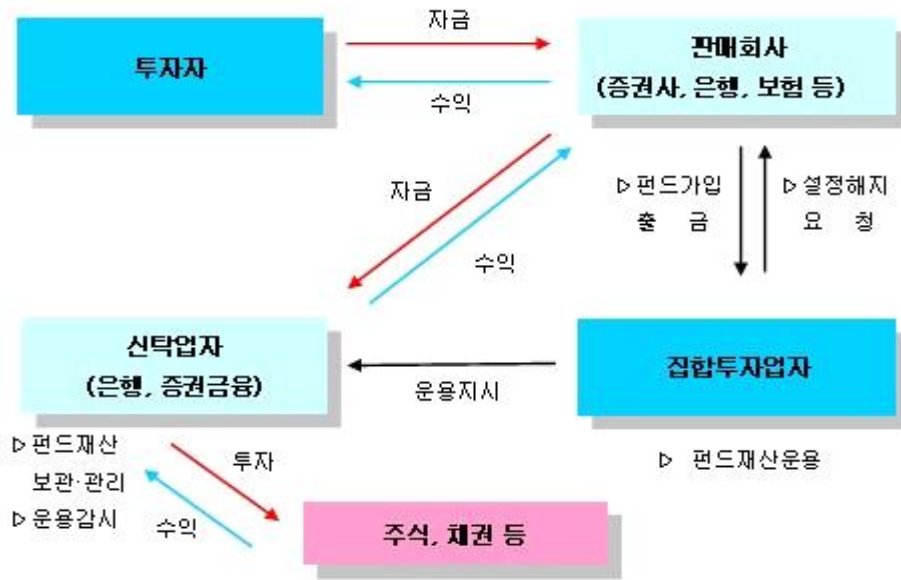 자금
투자자
판매회사
(증권사, 은행, 보험 등)
수익
▷펀드가입
출 금
▷설정해지
요 청
자금
수익
신탁업자
(은행, 증권금융)
집합투자업자
운용지시
▷펀드재산
보관·관리
▷운용감시
투자
수익
▷ 펀드재산운용
주식, 채권 등